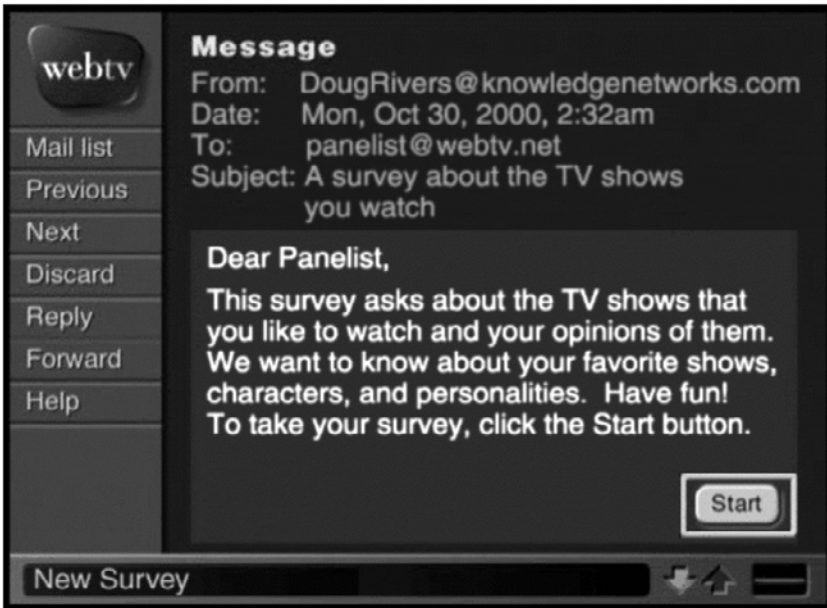 webtv
Mail list
Previous
Next
Discard
Reply
Forward
Help
Message
From: DougRivers@knowledgenetworks.com
Date: Mon, Oct 30, 2000, 2:32am
To: panelist@webtv.net
Subject: A survey about the TV shows
you watch
Dear Panelist,
This survey asks about the TV shows that
you like to watch and your opinions of them.
We want to know about your favorite shows,
characters, and personalities. Have fun!
To take your survey, click the Start button.
Start
New Survey